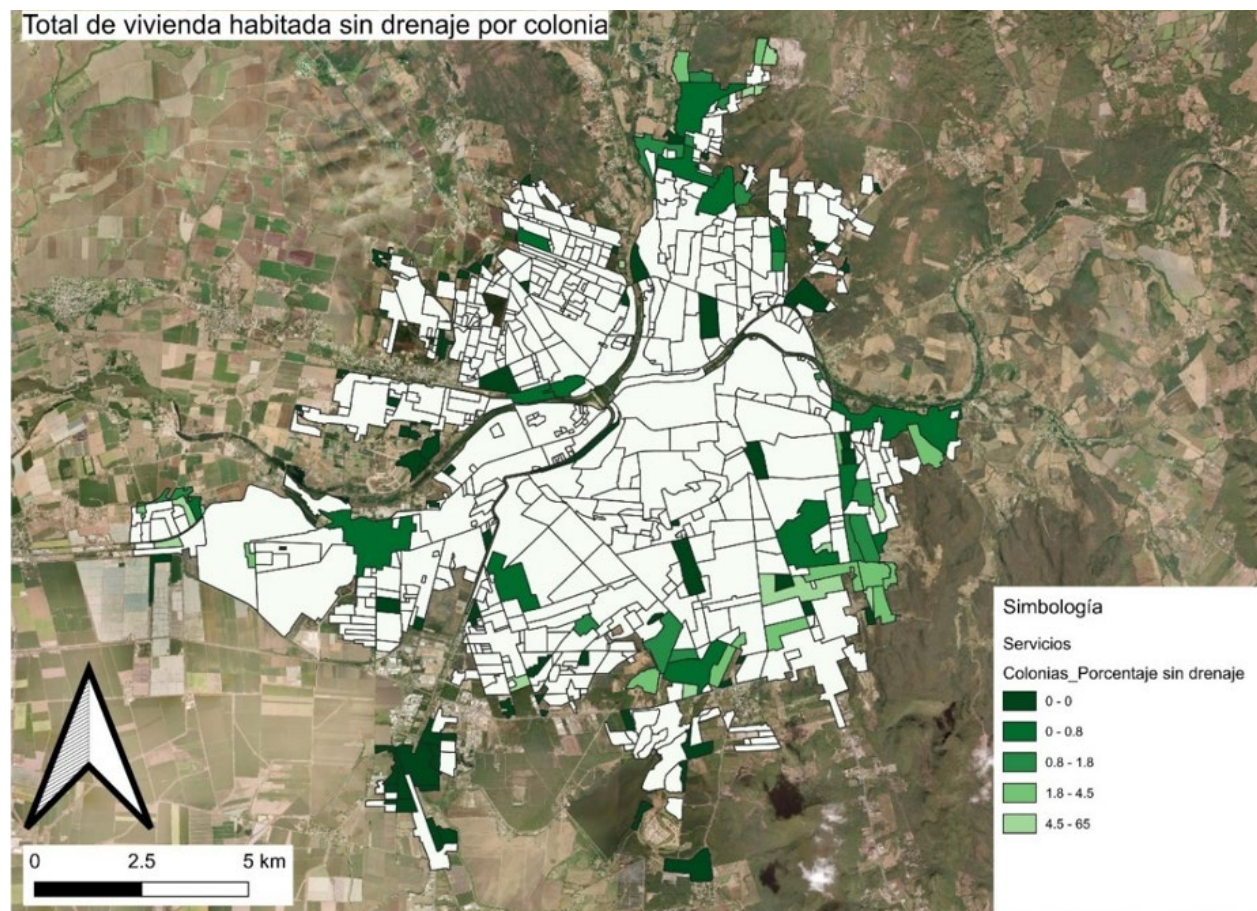 Total de vivienda habitada sin drenaje por colonia
Simbología
Servicios
Colonias_Porcentaje sin drenaje
0 - 0
0 - 0.8
0.8 - 1.8
1.8 - 4.5
4.5 - 65
0 2.5 5 km